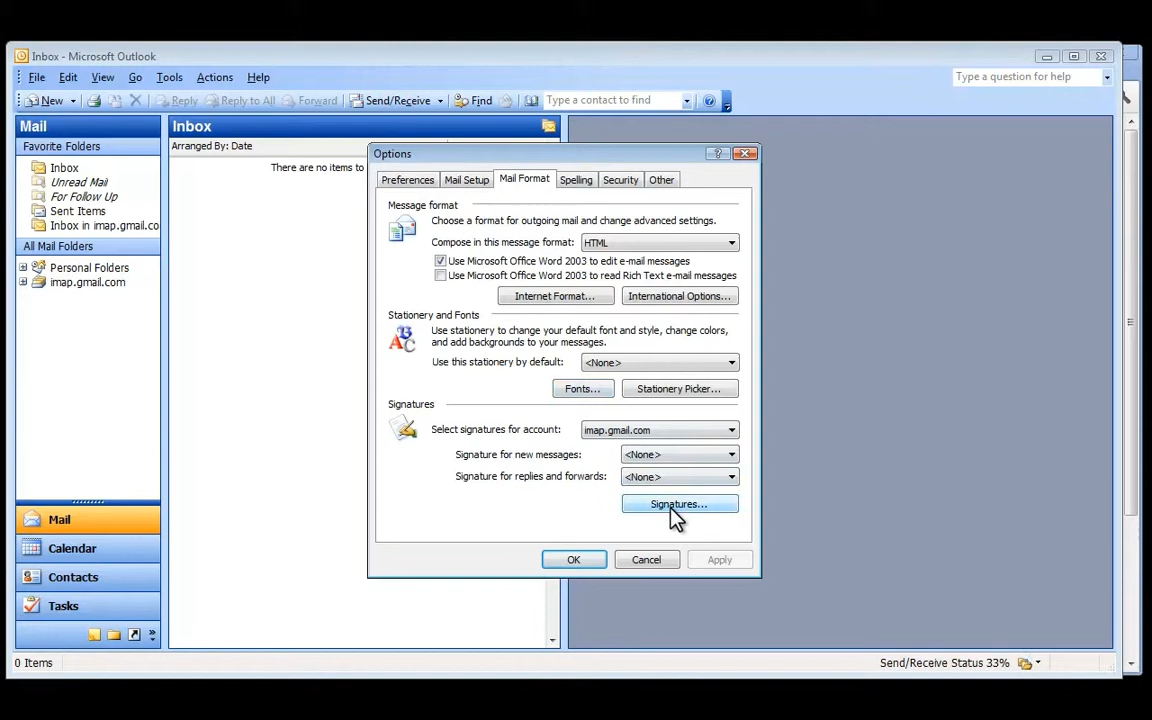 Inbox - Microsoft Outlook
File Edit View Go Tools Actions Help
Type a question for help
New Reply Reply to All Forward Send/Receive Find Type a contact to find
Mail
Favorite Folders
Inbox
Unread Mail
For Follow Up
Sent Items
Inbox in imap.gmail.co
All Mail Folders
Personal Folders
imap.gmail.com
Mail
Calendar
Contacts
Tasks
Inbox
Arranged By: Date
There are no items to
Options
Preferences Mail Setup Mail Format Spelling Security Other
Message format
Choose a format for outgoing mail and change advanced settings.
Compose in this message format: HTML
Use Microsoft Office Word 2003 to edit e-mail messages
Use Microsoft Office Word 2003 to read Rich Text e-mail messages
Internet Format... International Options...
Stationery and Fonts
Use stationery to change your default font and style, change colors,
and add backgrounds to your messages.
Use this stationery by default: <None>
Fonts... Stationery Picker...
Signatures
Select signatures for account: imap.gmail.com
Signature for new messages: <None>
Signature for replies and forwards: <None>
Signatures...
OK Cancel Apply
0 Items
Send/Receive Status 33%